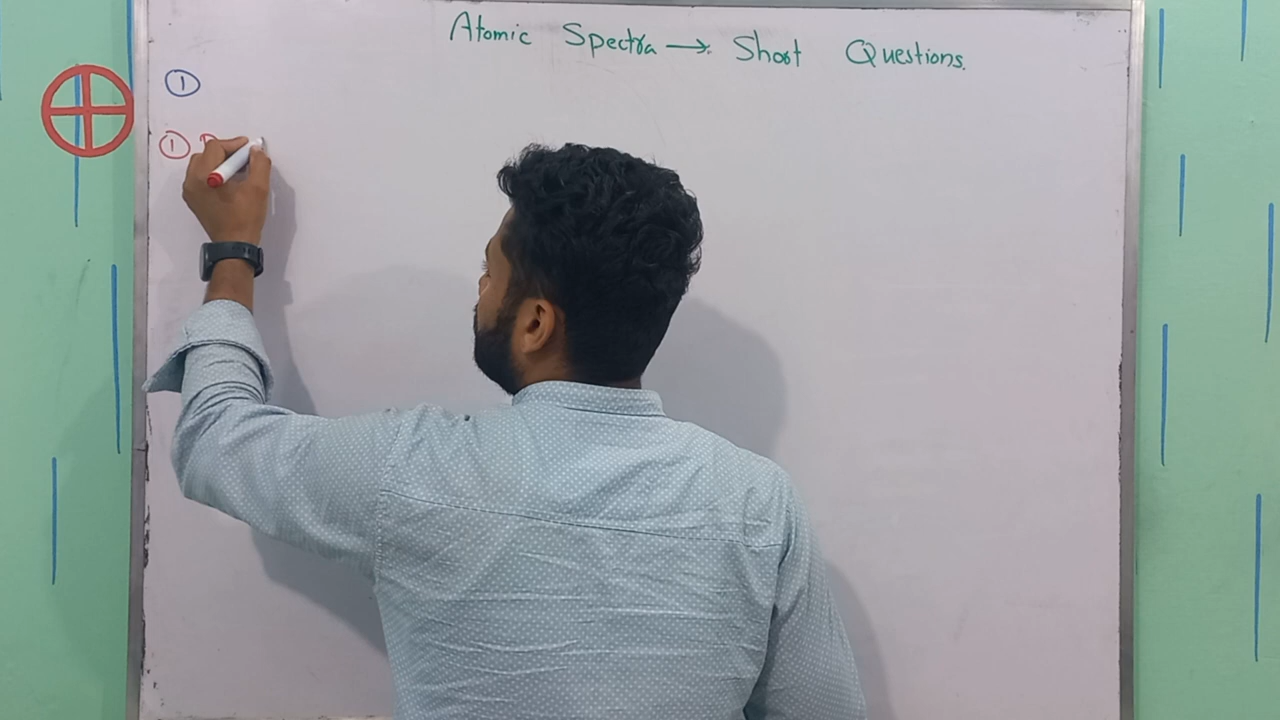 Atomic Spectra → Short Questions.
①
①